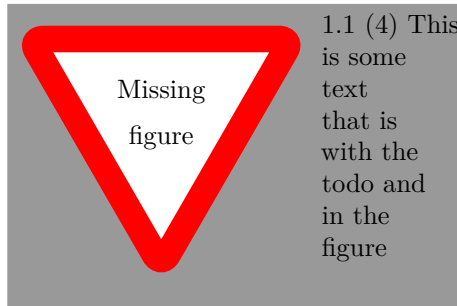 Missing
figure
1.1 (4) This
is some
text
that is
with the
todo and
in the
figure